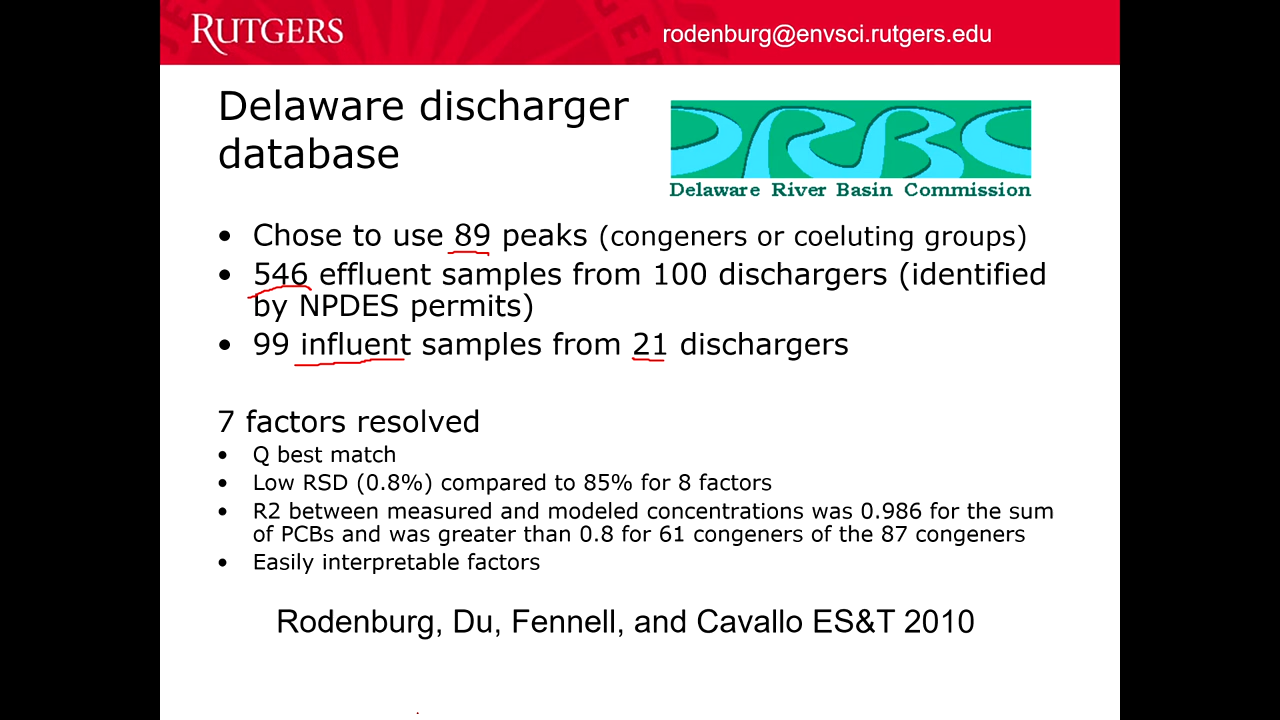 RUTGERS
rodenburg@envsci.rutgers.edu
Delaware discharger
database
DRBC
Delaware River Basin Commission
• Chose to use 89 peaks (congeners or coeluting groups)
• 546 effluent samples from 100 dischargers (identified
by NPDES permits)
• 99 influent samples from 21 dischargers
7 factors resolved
• Q best match
• Low RSD (0.8%) compared to 85% for 8 factors
• R2 between measured and modeled concentrations was 0.986 for the sum
of PCBs and was greater than 0.8 for 61 congeners of the 87 congeners
• Easily interpretable factors
Rodenburg, Du, Fennell, and Cavallo ES&T 2010